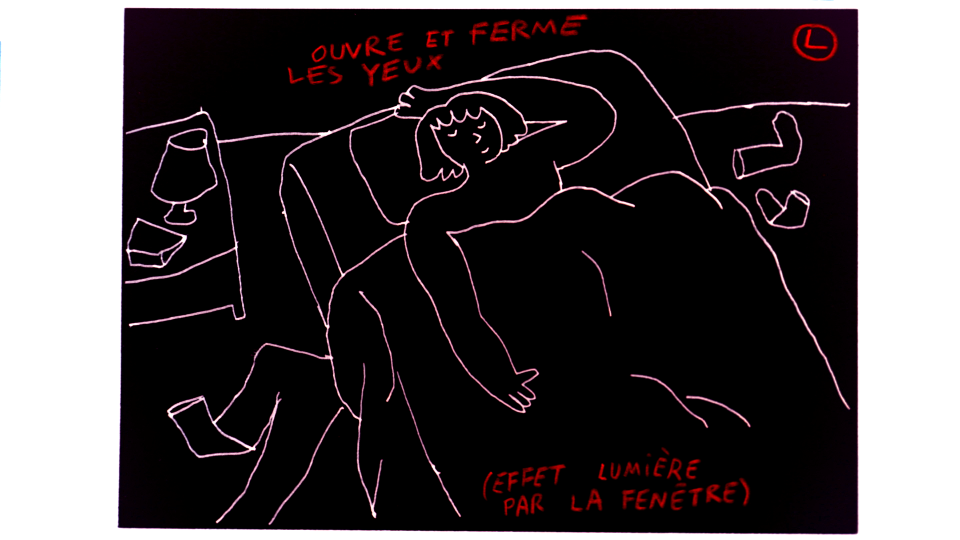 OUVRE ET FERME
LES YEUX
L
(EFFET LUMIÈRE
PAR LA FENÊTRE)